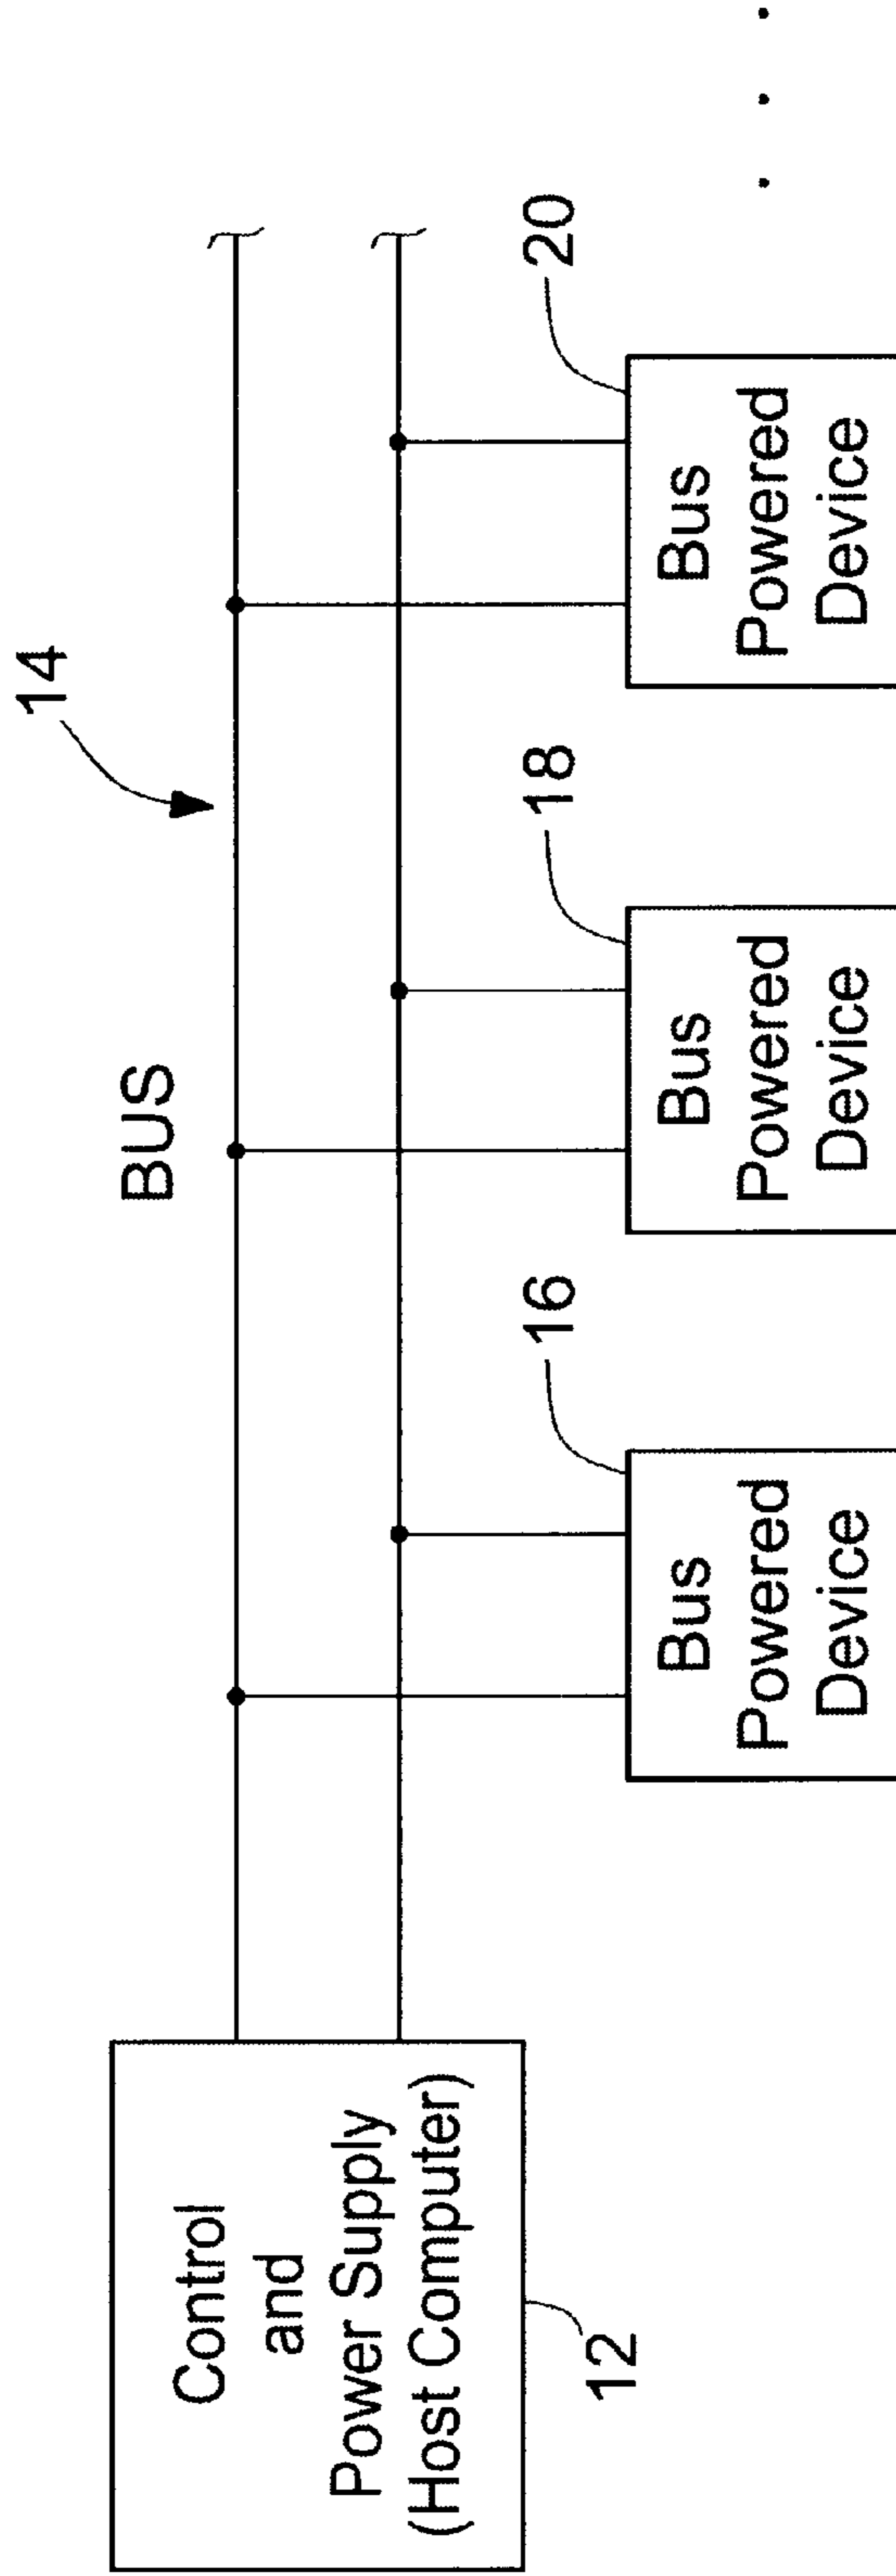 14
BUS
Control
and
Power Supply
(Host Computer)
12
16
18
20
Bus
Powered
Device
Bus
Powered
Device
Bus
Powered
Device